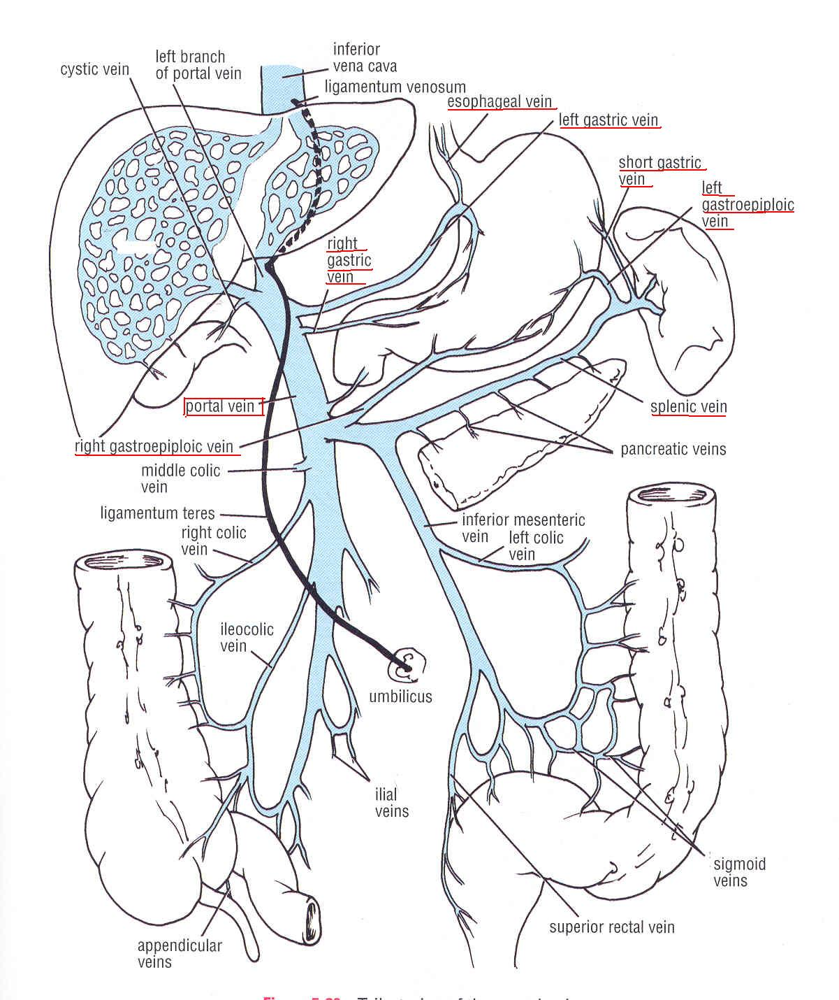 inferior
vena cava
left branch
of portal vein
cystic vein
ligamentum venosum
esophageal vein
left gastric vein
short gastric
vein
left
gastroepiploic
vein
right
gastric
vein
portal vein
splenic vein
right gastroepiploic vein
pancreatic veins
middle colic
vein
ligamentum teres
inferior mesenteric
vein
right colic
vein
left colic
vein
ileocolic
vein
umbilicus
ilial
veins
sigmoid
veins
superior rectal vein
appendicular
veins